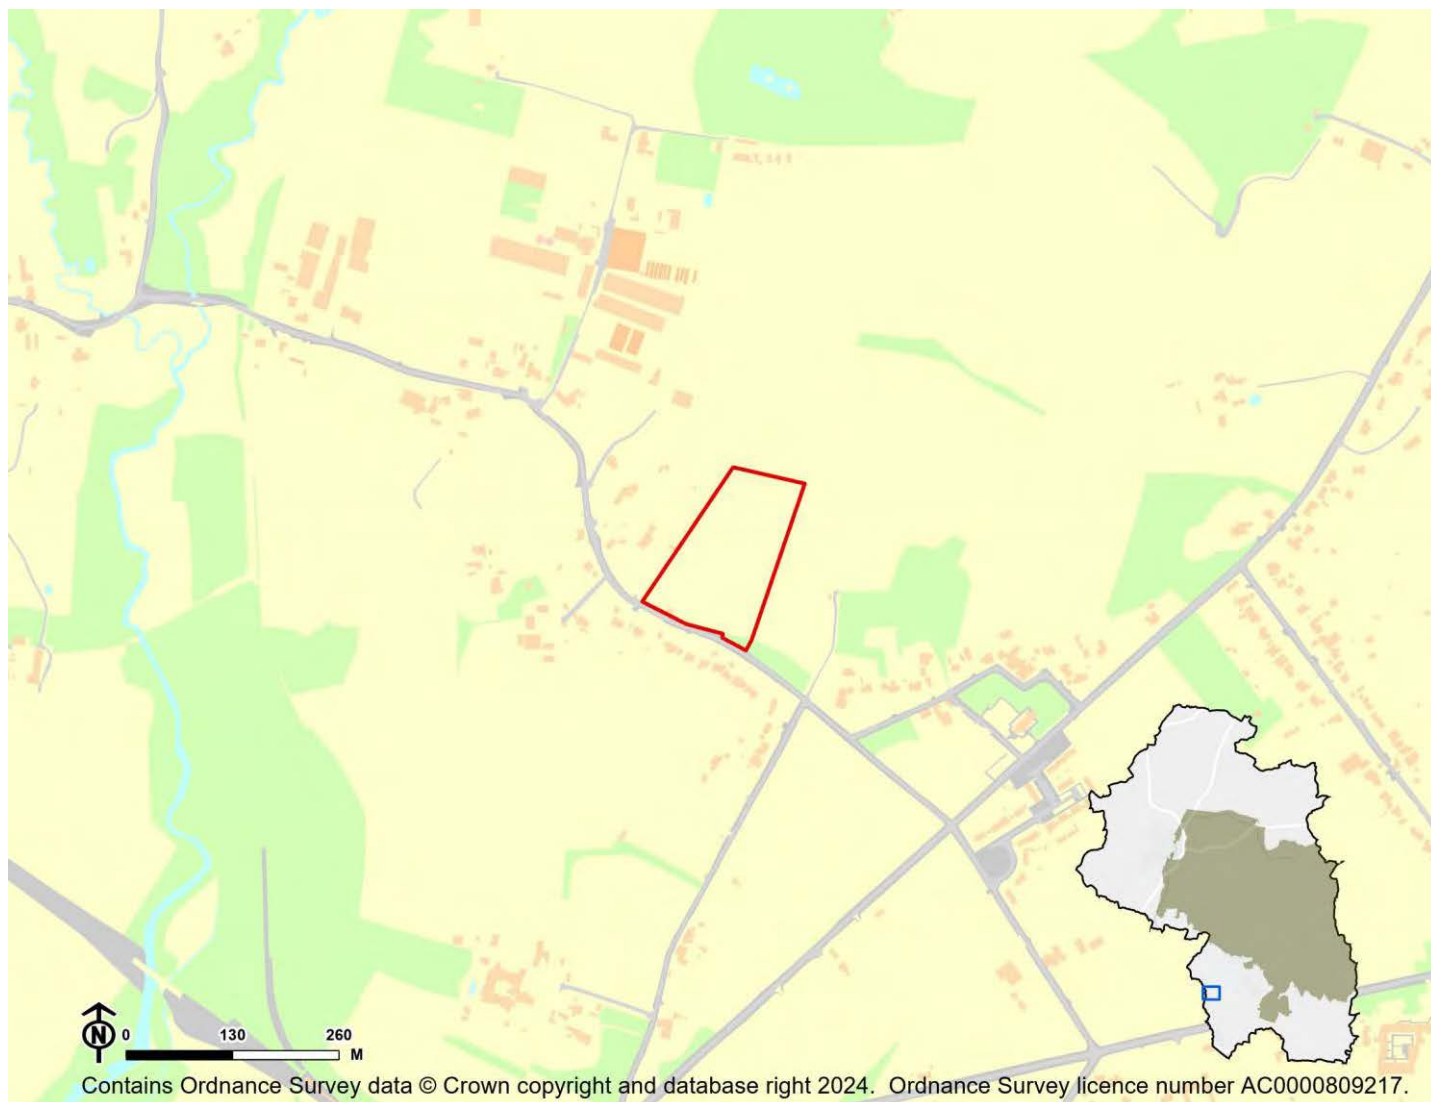 N
0 130 260
M
Contains Ordnance Survey data © Crown copyright and database right 2024. Ordnance Survey licence number AC0000809217.